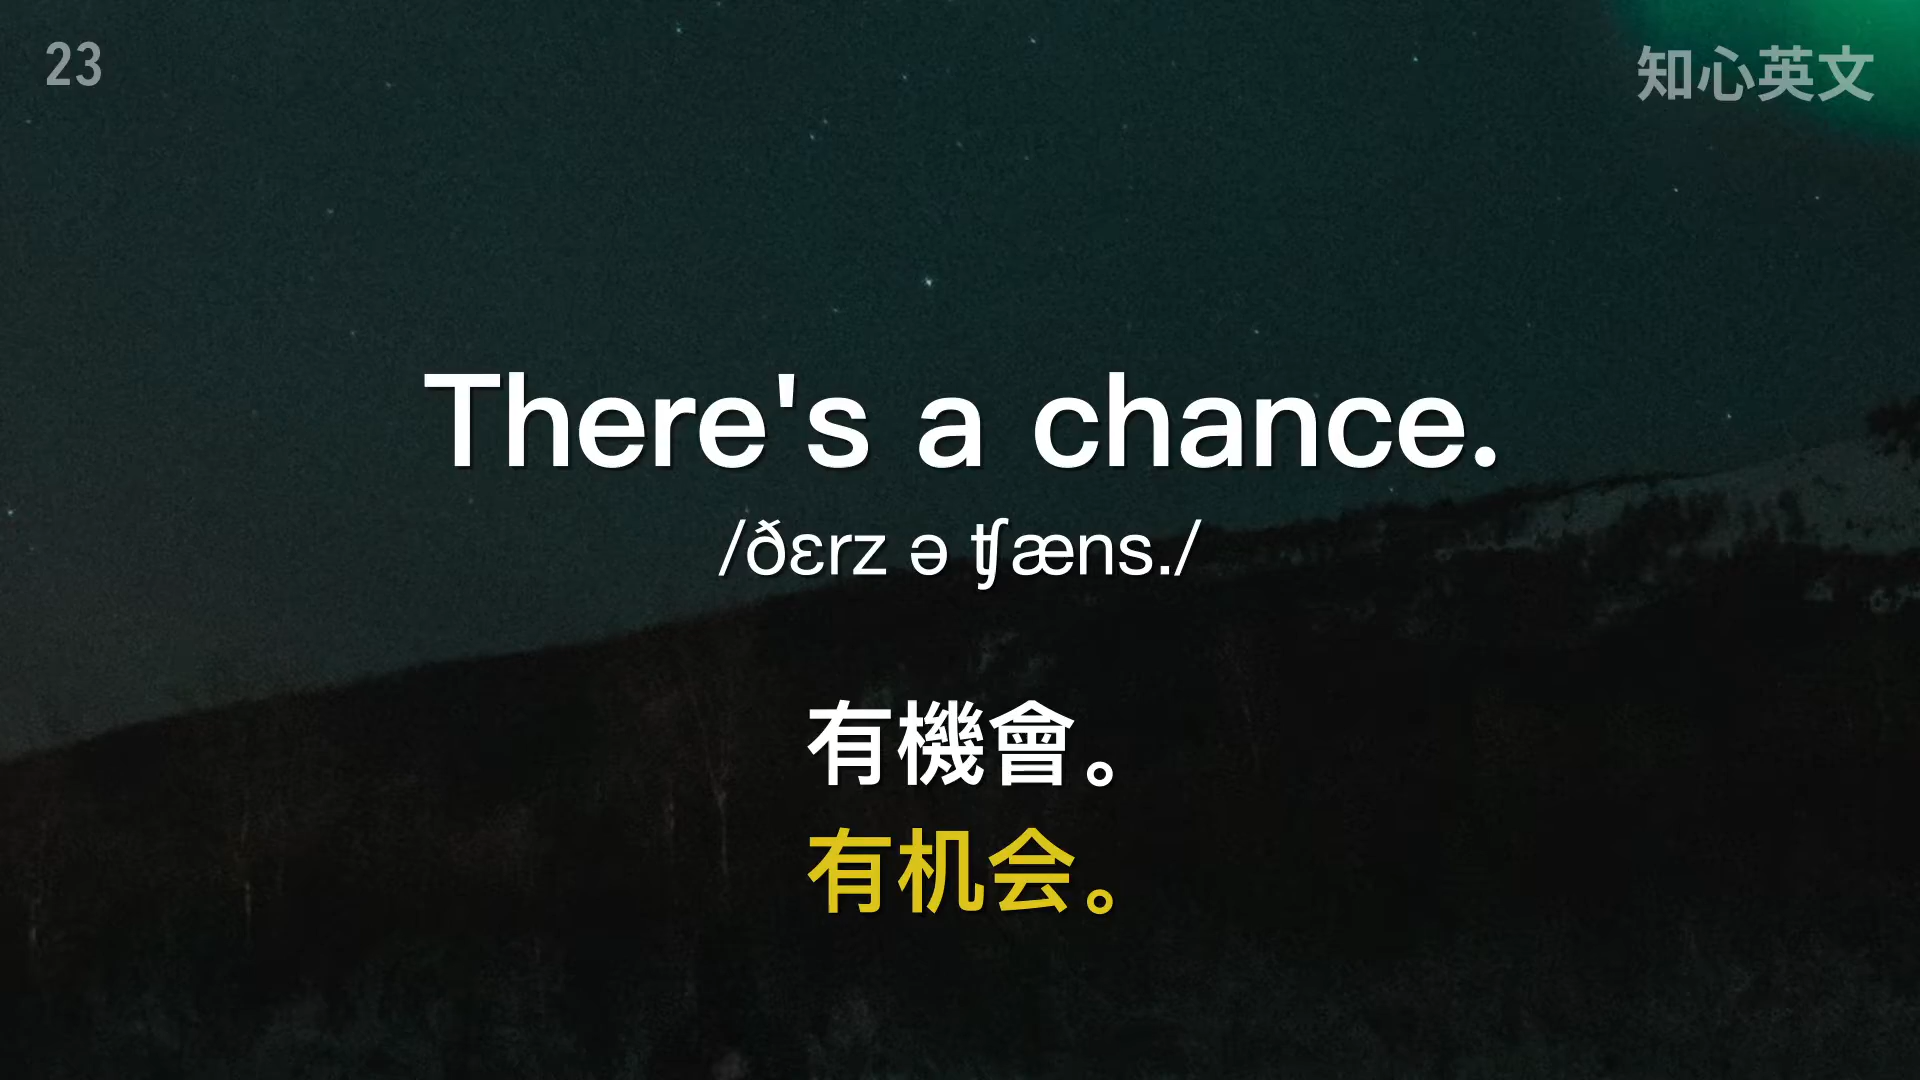 23
知心英文
There's a chance.
/ðɛrz ə ʧæns./
有機會。
有机会。